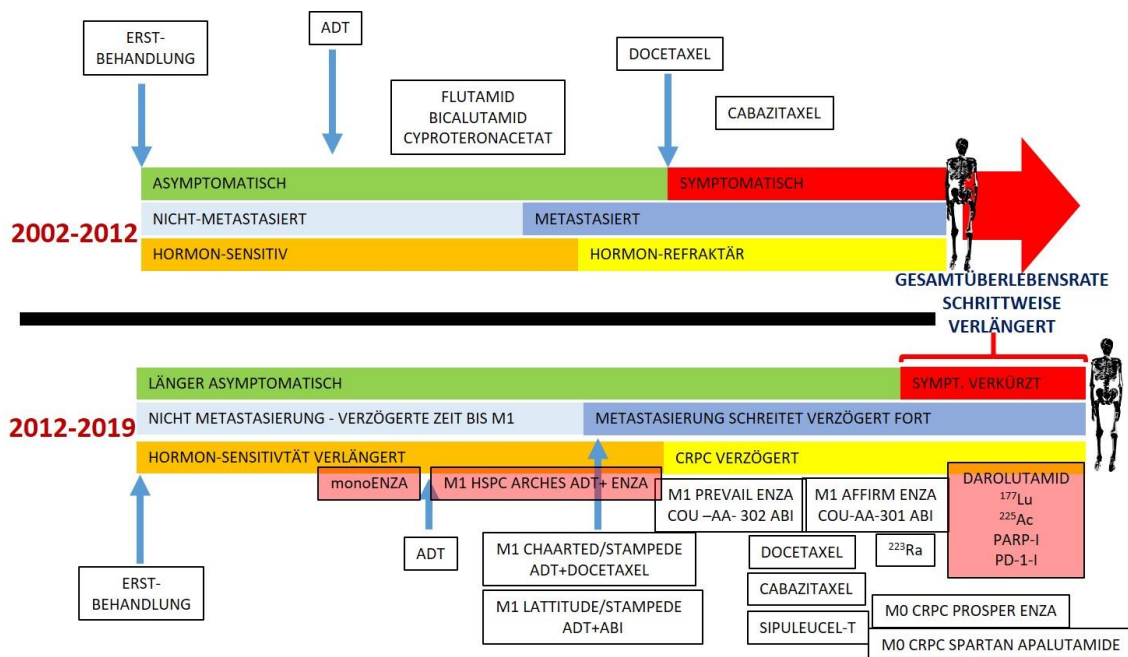 ERST-
BEHANDLUNG
ADT
DOCETAXEL
FLUTAMID
BICALUTAMID
CYPROTERONACETAT
CABAZITAXEL
ASYMPTOMATISCH
SYMPTOMATISCH
2002-2012
NICHT-METASTASIERT
METASTASIERT
HORMON-SENSITIV
HORMON-REFRAKTÄR
GESAMTÜBERLEBENSRATE
SCHRITTWEISE
VERLÄNGERT
LÄNGER ASYMPTOMATISCH
SYMPT. VERKÜRZT
2012-2019
NICHT METASTASIERUNG - VERZÖGERTE ZEIT BIS M1
METASTASIERUNG SCHREITET VERZÖGERT FORT
HORMON-SENSITIVTÄT VERLÄNGERT
CRPC VERZÖGERT
monoENZA
M1 HSPC ARCHES ADT+ ENZA
M1 PREVAIL ENZA
COU –AA- 302 ABI
M1 AFFIRM ENZA
COU-AA-301 ABI
DAROLUTAMID
¹⁷⁷Lu
²²⁵Ac
PARP-I
PD-1-I
ERST-
BEHANDLUNG
ADT
M1 CHAARTED/STAMPEDE
ADT+DOCETAXEL
M1 LATTITUDE/STAMPEDE
ADT+ABI
DOCETAXEL
²²³Ra
CABAZITAXEL
SIPULEUCEL-T
M0 CRPC PROSPER ENZA
M0 CRPC SPARTAN APALUTAMIDE